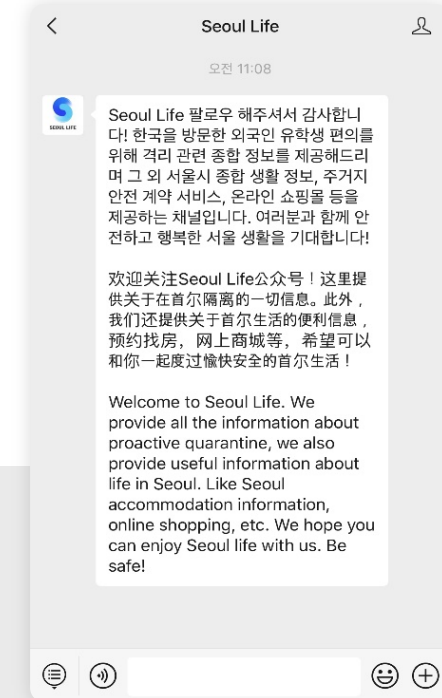 Seoul Life
오전 11:08
SEOUL LIFE
Seoul Life 팔로우 해주셔서 감사합니
다! 한국을 방문한 외국인 유학생 편의를
위해 격리 관련 종합 정보를 제공해드리
며 그 외 서울시 종합 생활 정보, 주거지
안전 계약 서비스, 온라인 쇼핑몰 등을
제공하는 채널입니다. 여러분과 함께 안
전하고 행복한 서울 생활을 기대합니다!
欢迎关注Seoul Life公众号！这里提
供关于在首尔隔离的一切信息。此外，
我们还提供关于首尔生活的便利信息，
预约找房，网上商城等，希望可以
和你一起度过愉快安全的首尔生活！
Welcome to Seoul Life. We
provide all the information about
proactive quarantine, we also
provide useful information about
life in Seoul. Like Seoul
accommodation information,
online shopping, etc. We hope you
can enjoy Seoul life with us. Be
safe!